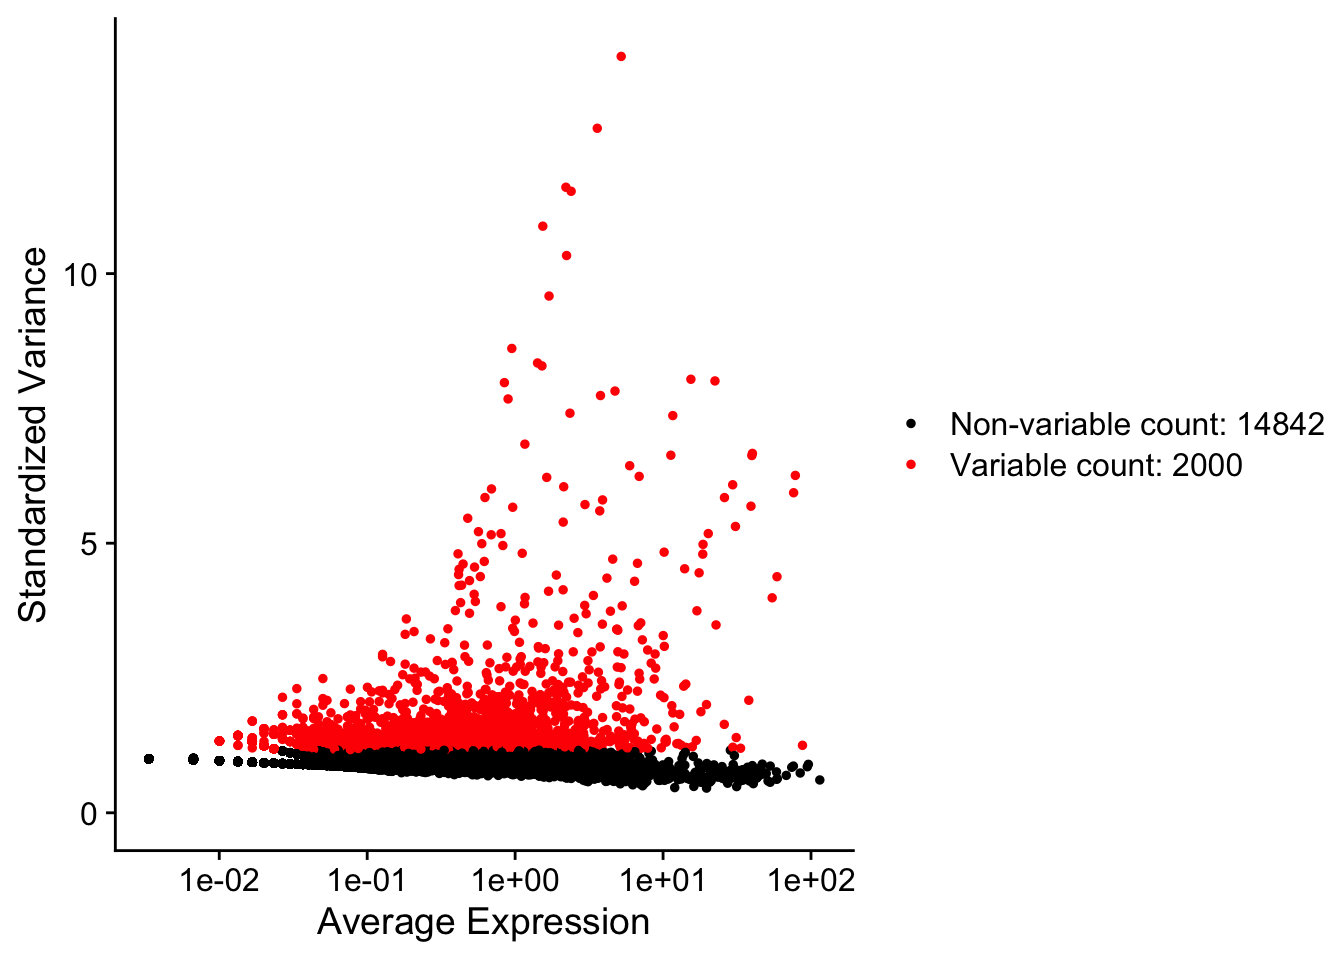 Standardized Variance
10
5
0
1e-02 1e-01 1e+00 1e+01 1e+02
Average Expression
Non-variable count: 14842
Variable count: 2000